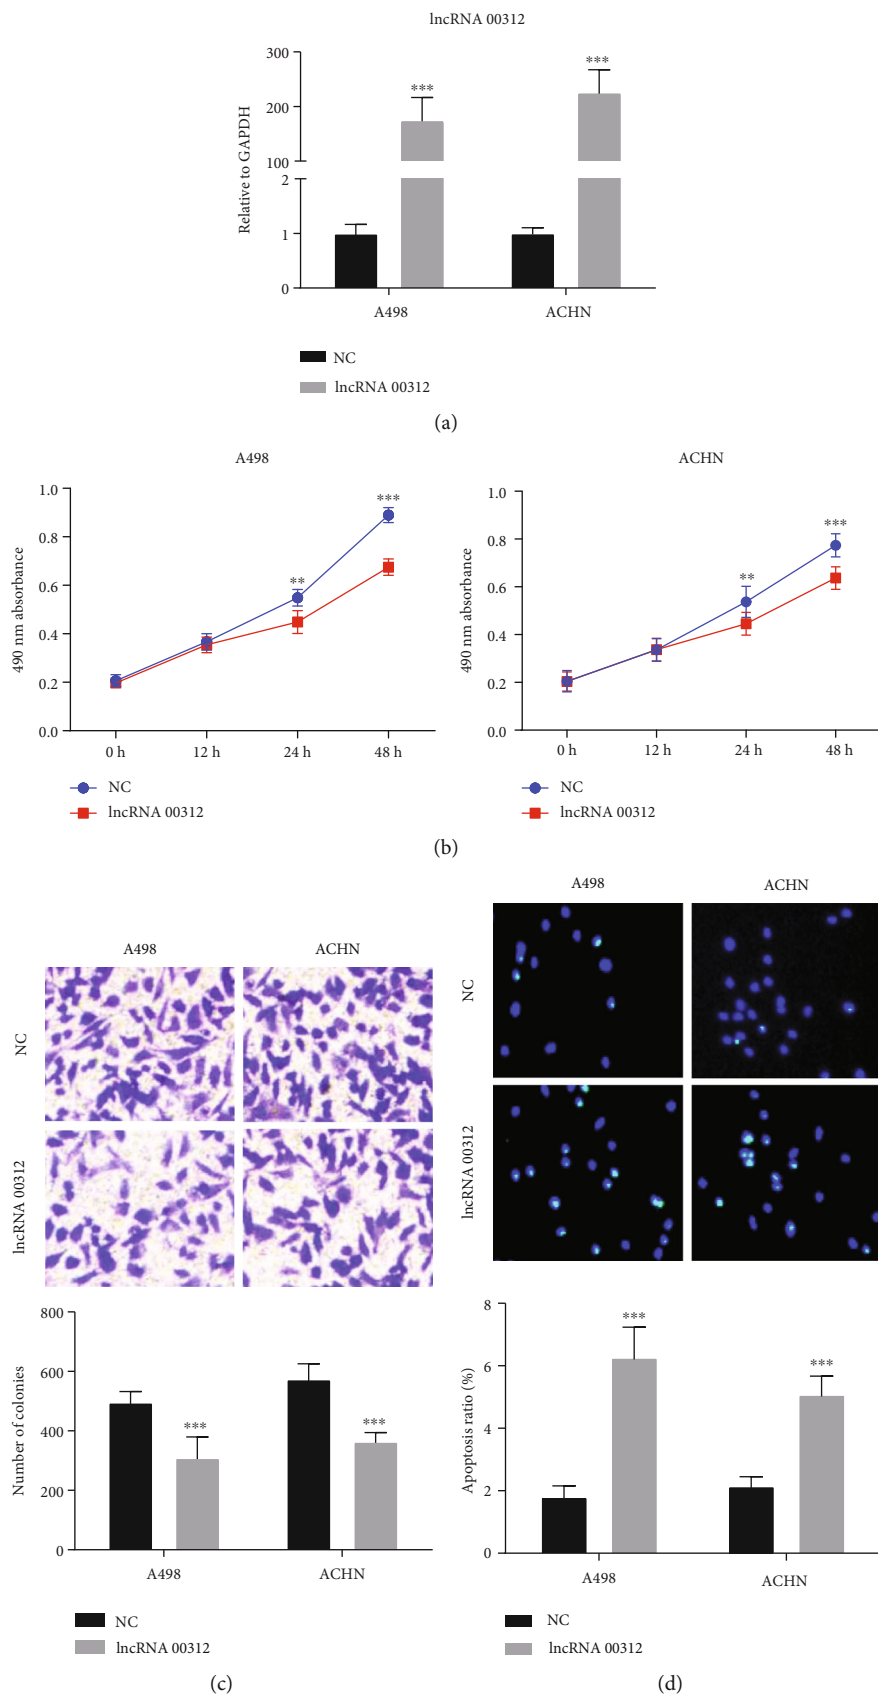 lncRNA 00312
Relative to GAPDH
300
200
100
2
1
0
***
***
A498
ACHN
NC
lncRNA 00312
(a)
A498
490 nm absorbance
1.0
0.8
0.6
0.4
0.2
0.0
**
***
0 h
12 h
24 h
48 h
NC
lncRNA 00312
ACHN
490 nm absorbance
1.0
0.8
0.6
0.4
0.2
0.0
**
***
0 h
12 h
24 h
48 h
NC
lncRNA 00312
(b)
A498
ACHN
NC
lncRNA 00312
Number of colonies
800
600
400
200
0
***
***
A498
ACHN
NC
lncRNA 00312
(c)
A498
ACHN
NC
lncRNA 00312
Apoptosis ratio (%)
8
6
4
2
0
***
***
A498
ACHN
NC
lncRNA 00312
(d)